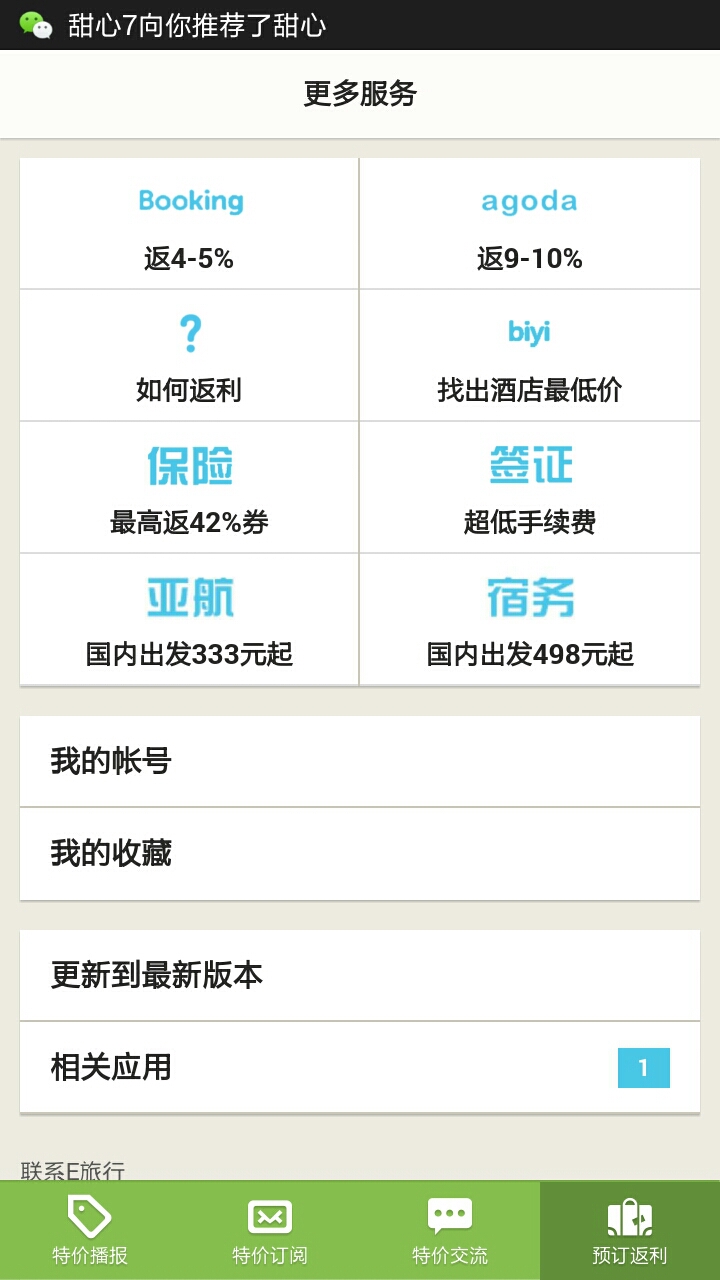 甜心7向你推荐了甜心
更多服务
Booking
agoda
返4-5%
返9-10%
?
biyi
如何返利
找出酒店最低价
保险
签证
最高返42%券
超低手续费
亚航
宿务
国内出发333元起
国内出发498元起
我的帐号
我的收藏
更新到最新版本
相关应用
1
联系E旅行
特价播报
特价订阅
特价交流
预订返利